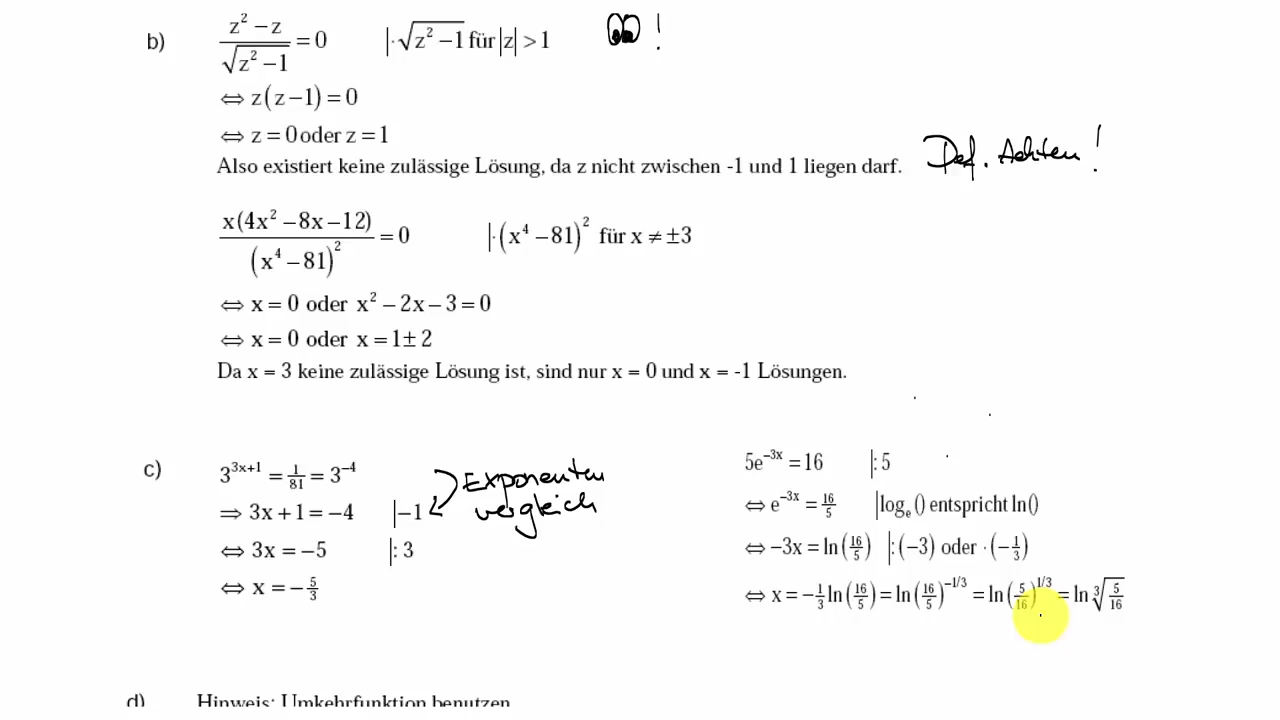 b) (z² − z)/√(z² − 1) = 0 |·√(z² − 1) für |z| > 1 !
⇔ z(z − 1) = 0
⇔ z = 0 oder z = 1
Also existiert keine zulässige Lösung, da z nicht zwischen -1 und 1 liegen darf. Def. Achten!
x(4x² − 8x − 12)/(x⁴ − 81)² = 0 |·(x⁴ − 81)² für x ≠ ±3
⇔ x = 0 oder x² − 2x − 3 = 0
⇔ x = 0 oder x = 1 ± 2
Da x = 3 keine zulässige Lösung ist, sind nur x = 0 und x = -1 Lösungen.
c) 3^(3x+1) = 1/81 = 3^(−4)
⇒ 3x + 1 = −4 |−1
⇔ 3x = −5 |: 3
⇔ x = −5/3
Exponenten
vergleich
5e^(−3x) = 16 |: 5
⇔ e^(−3x) = 16/5 |logₑ() entspricht ln()
⇔ −3x = ln(16/5) |: (−3) oder ·(−1/3)
⇔ x = −1/3 ln(16/5) = ln(16/5)^(−1/3) = ln(5/16)^(1/3) = ln ∛(5/16)
d) Hinweis: Umkehrfunktion benutzen